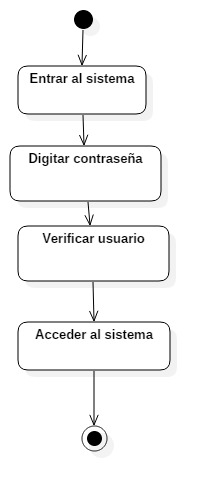 Entrar al sistema
Digitar contraseña
Verificar usuario
Acceder al sistema